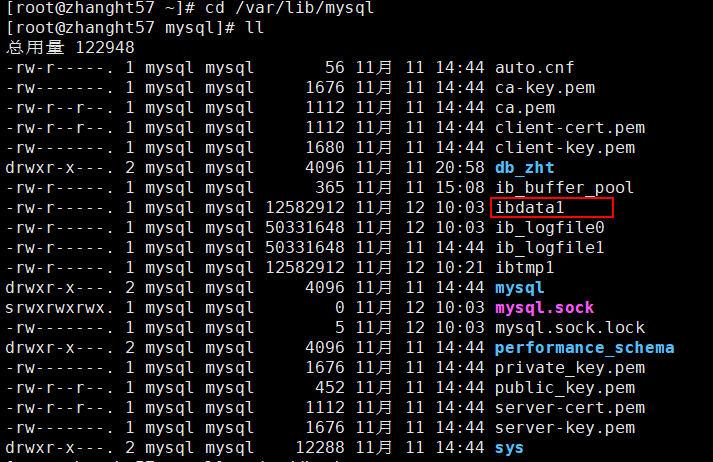 [root@zhanght57 ~]# cd /var/lib/mysql
[root@zhanght57 mysql]# ll
总用量 122948
-rw-r-----. 1 mysql mysql       56 11月 11 14:44 auto.cnf
-rw-------. 1 mysql mysql     1676 11月 11 14:44 ca-key.pem
-rw-r--r--. 1 mysql mysql     1112 11月 11 14:44 ca.pem
-rw-r--r--. 1 mysql mysql     1112 11月 11 14:44 client-cert.pem
-rw-------. 1 mysql mysql     1680 11月 11 14:44 client-key.pem
drwxr-x---. 2 mysql mysql     4096 11月 11 20:58 db_zht
-rw-r-----. 1 mysql mysql      365 11月 11 15:08 ib_buffer_pool
-rw-r-----. 1 mysql mysql 12582912 11月 12 10:03 ibdata1
-rw-r-----. 1 mysql mysql 50331648 11月 12 10:03 ib_logfile0
-rw-r-----. 1 mysql mysql 50331648 11月 11 14:44 ib_logfile1
-rw-r-----. 1 mysql mysql 12582912 11月 12 10:21 ibtmp1
drwxr-x---. 2 mysql mysql     4096 11月 11 14:44 mysql
srwxrwxrwx. 1 mysql mysql        0 11月 12 10:03 mysql.sock
-rw-------. 1 mysql mysql        5 11月 12 10:03 mysql.sock.lock
drwxr-x---. 2 mysql mysql     4096 11月 11 14:44 performance_schema
-rw-------. 1 mysql mysql     1676 11月 11 14:44 private_key.pem
-rw-r--r--. 1 mysql mysql      452 11月 11 14:44 public_key.pem
-rw-r--r--. 1 mysql mysql     1112 11月 11 14:44 server-cert.pem
-rw-------. 1 mysql mysql     1676 11月 11 14:44 server-key.pem
drwxr-x---. 2 mysql mysql    12288 11月 11 14:44 sys